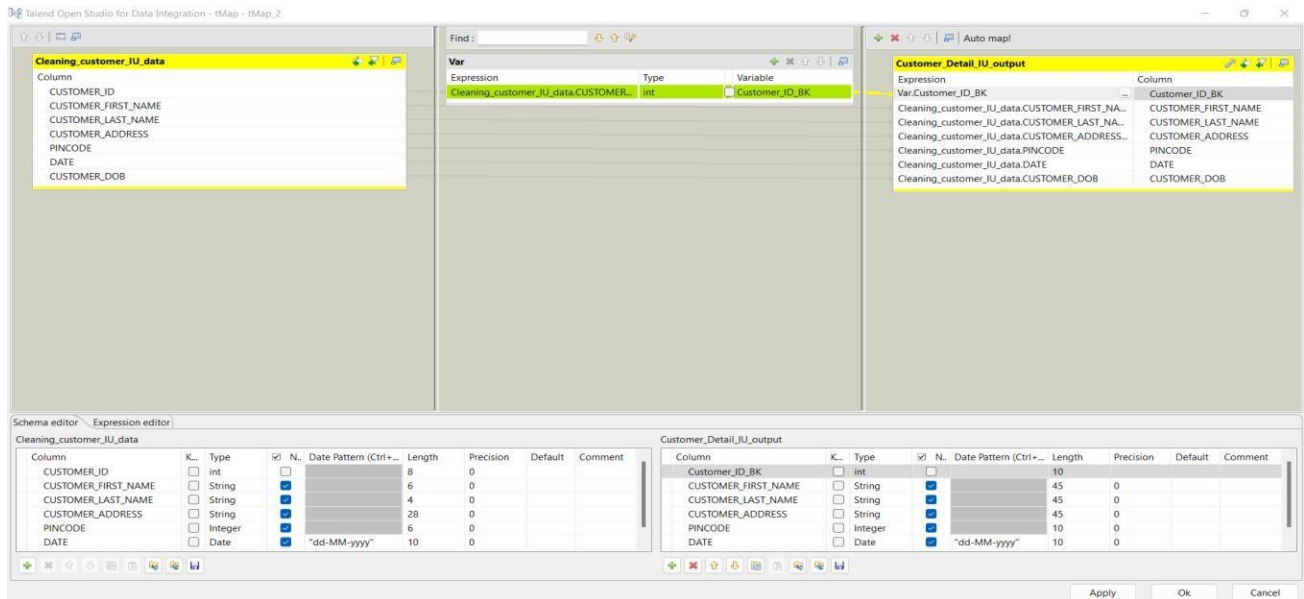 Talend Open Studio for Data Integration - tMap - tMap_2
Find :
Auto map!
Cleaning_customer_IU_data
Column
CUSTOMER_ID
CUSTOMER_FIRST_NAME
CUSTOMER_LAST_NAME
CUSTOMER_ADDRESS
PINCODE
DATE
CUSTOMER_DOB
Var
Expression Type Variable
Cleaning_customer_IU_data.CUSTOMER... int Customer_ID_BK
Customer_Detail_IU_output
Expression Column
Var.Customer_ID_BK ... Customer_ID_BK
Cleaning_customer_IU_data.CUSTOMER_FIRST_NA... CUSTOMER_FIRST_NAME
Cleaning_customer_IU_data.CUSTOMER_LAST_NA... CUSTOMER_LAST_NAME
Cleaning_customer_IU_data.CUSTOMER_ADDRESS... CUSTOMER_ADDRESS
Cleaning_customer_IU_data.PINCODE PINCODE
Cleaning_customer_IU_data.DATE DATE
Cleaning_customer_IU_data.CUSTOMER_DOB CUSTOMER_DOB
Schema editor Expression editor
Cleaning_customer_IU_data
Column K... Type N.. Date Pattern (Ctrl+... Length Precision Default Comment
CUSTOMER_ID int 8 0
CUSTOMER_FIRST_NAME String 6 0
CUSTOMER_LAST_NAME String 4 0
CUSTOMER_ADDRESS String 28 0
PINCODE Integer 6 0
DATE Date "dd-MM-yyyy" 10 0
Customer_Detail_IU_output
Column K... Type N.. Date Pattern (Ctrl+... Length Precision Default Comment
Customer_ID_BK int 10
CUSTOMER_FIRST_NAME String 45 0
CUSTOMER_LAST_NAME String 45 0
CUSTOMER_ADDRESS String 45 0
PINCODE Integer 10 0
DATE Date "dd-MM-yyyy" 10 0
Apply Ok Cancel